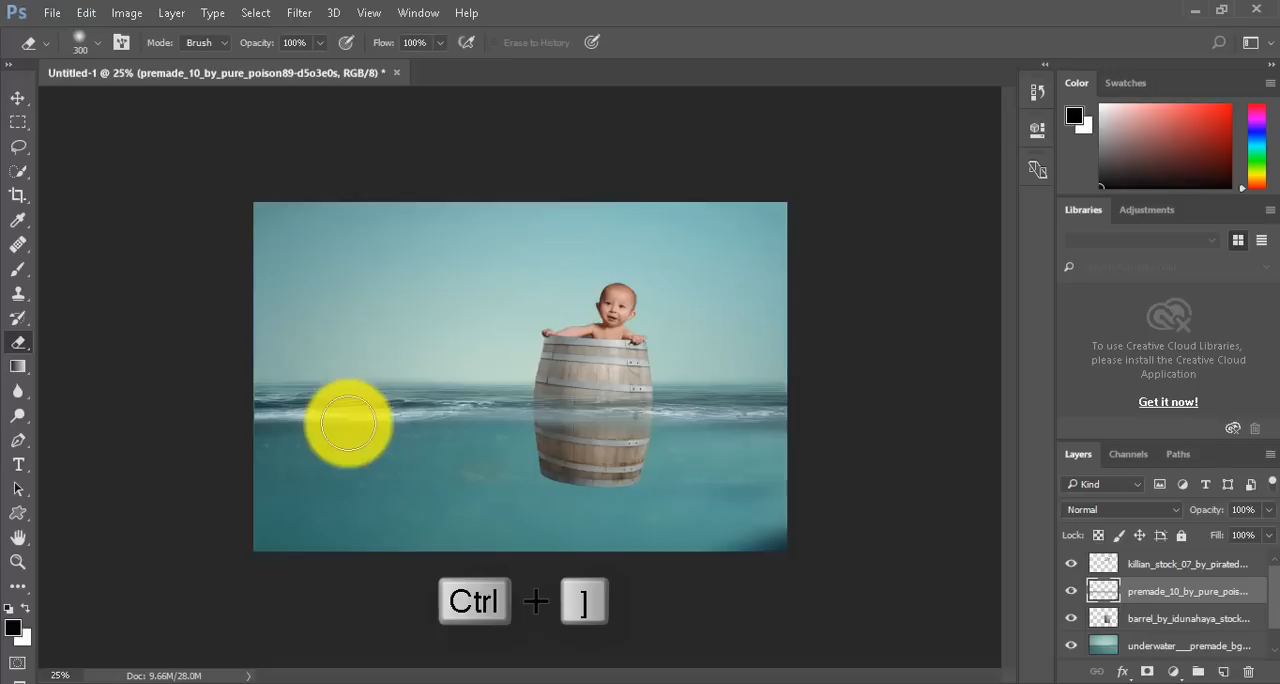 Ps File Edit Image Layer Type Select Filter 3D View Window Help
300 Mode: Brush Opacity: 100% Flow: 100% Erase to History
Untitled-1 @ 25% (premade_10_by_pure_poison89-d5o3e0s, RGB/8) * ×
Color Swatches
Libraries Adjustments
To use Creative Cloud Libraries,
please install the Creative Cloud
Application
Get it now!
Layers Channels Paths
Kind
Normal Opacity: 100%
Lock: Fill: 100%
killian_stock_07_by_pirated...
premade_10_by_pure_pois...
barrel_by_idunahaya_stock...
underwater___premade_bg...
Ctrl + ]
25% Doc: 9.66M/28.0M